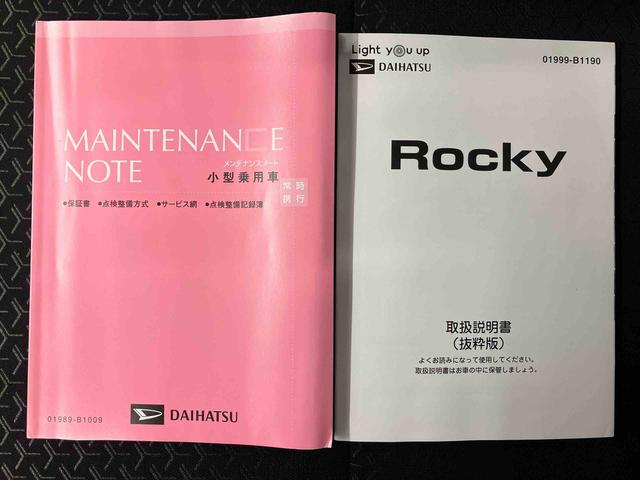 MAINTENANCE
NOTE
メンテナンスノート
小型乗用車
常時
携行
●保証書 ●点検整備方式 ●サービス網 ●点検整備記録簿
01989-B1009
DAIHATSU
Light you up
DAIHATSU
01999-B1190
Rocky
取扱説明書
（抜粋版）
よくお読みになって使用してください。
取扱説明書はお車の中に保管しましょう。